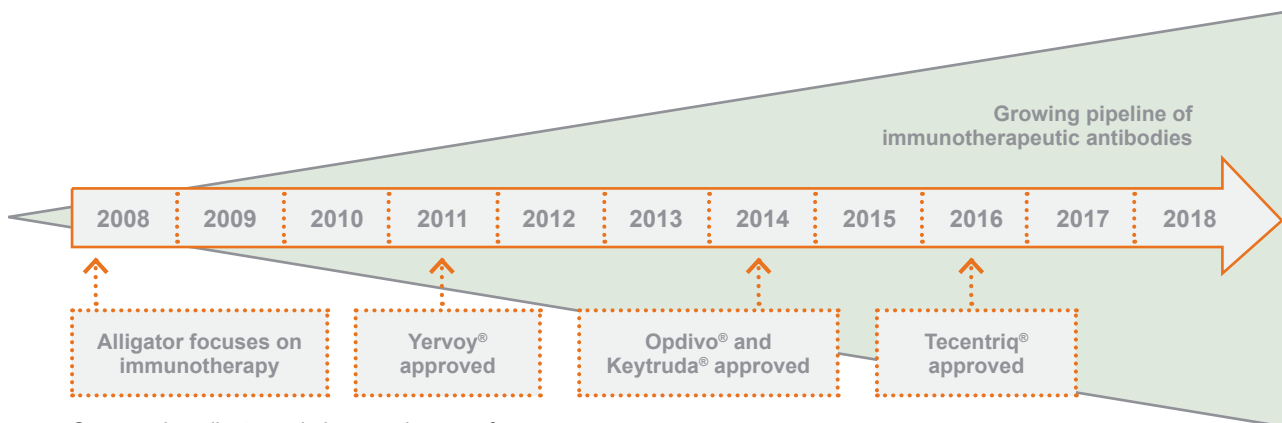 Growing pipeline of
immunotherapeutic antibodies
2008 2009 2010 2011 2012 2013 2014 2015 2016 2017 2018
Alligator focuses on
immunotherapy
Yervoy®
approved
Opdivo® and
Keytruda® approved
Tecentriq®
approved